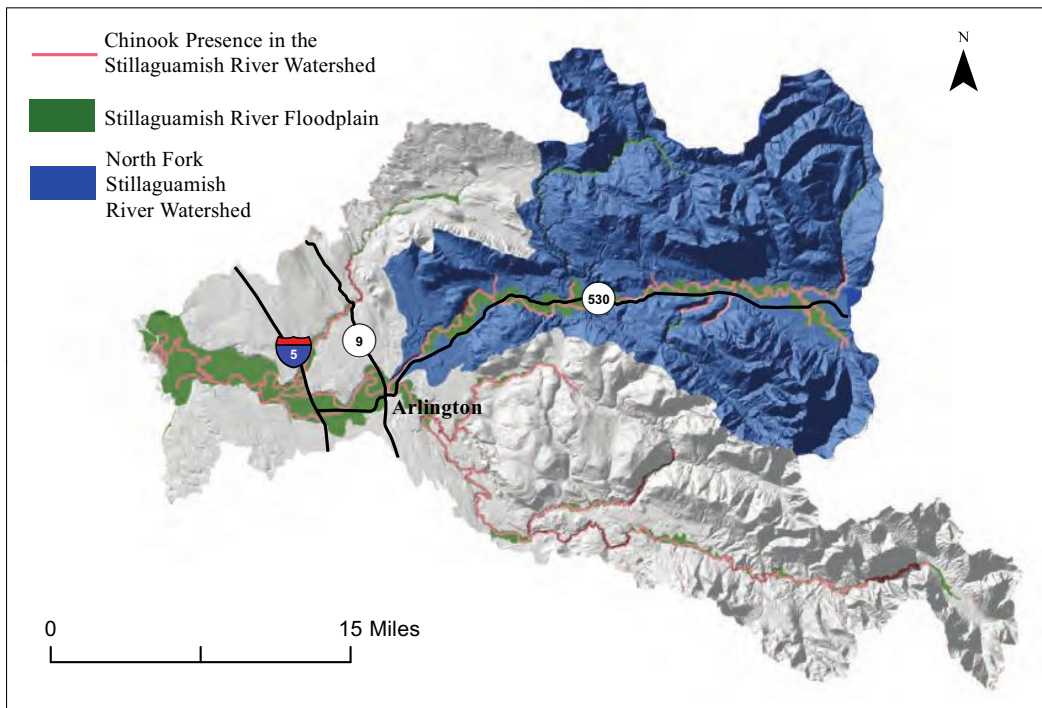 Chinook Presence in the
Stillaguamish River Watershed
Stillaguamish River Floodplain
North Fork
Stillaguamish
River Watershed
N
530
9
5
Arlington
0
15 Miles